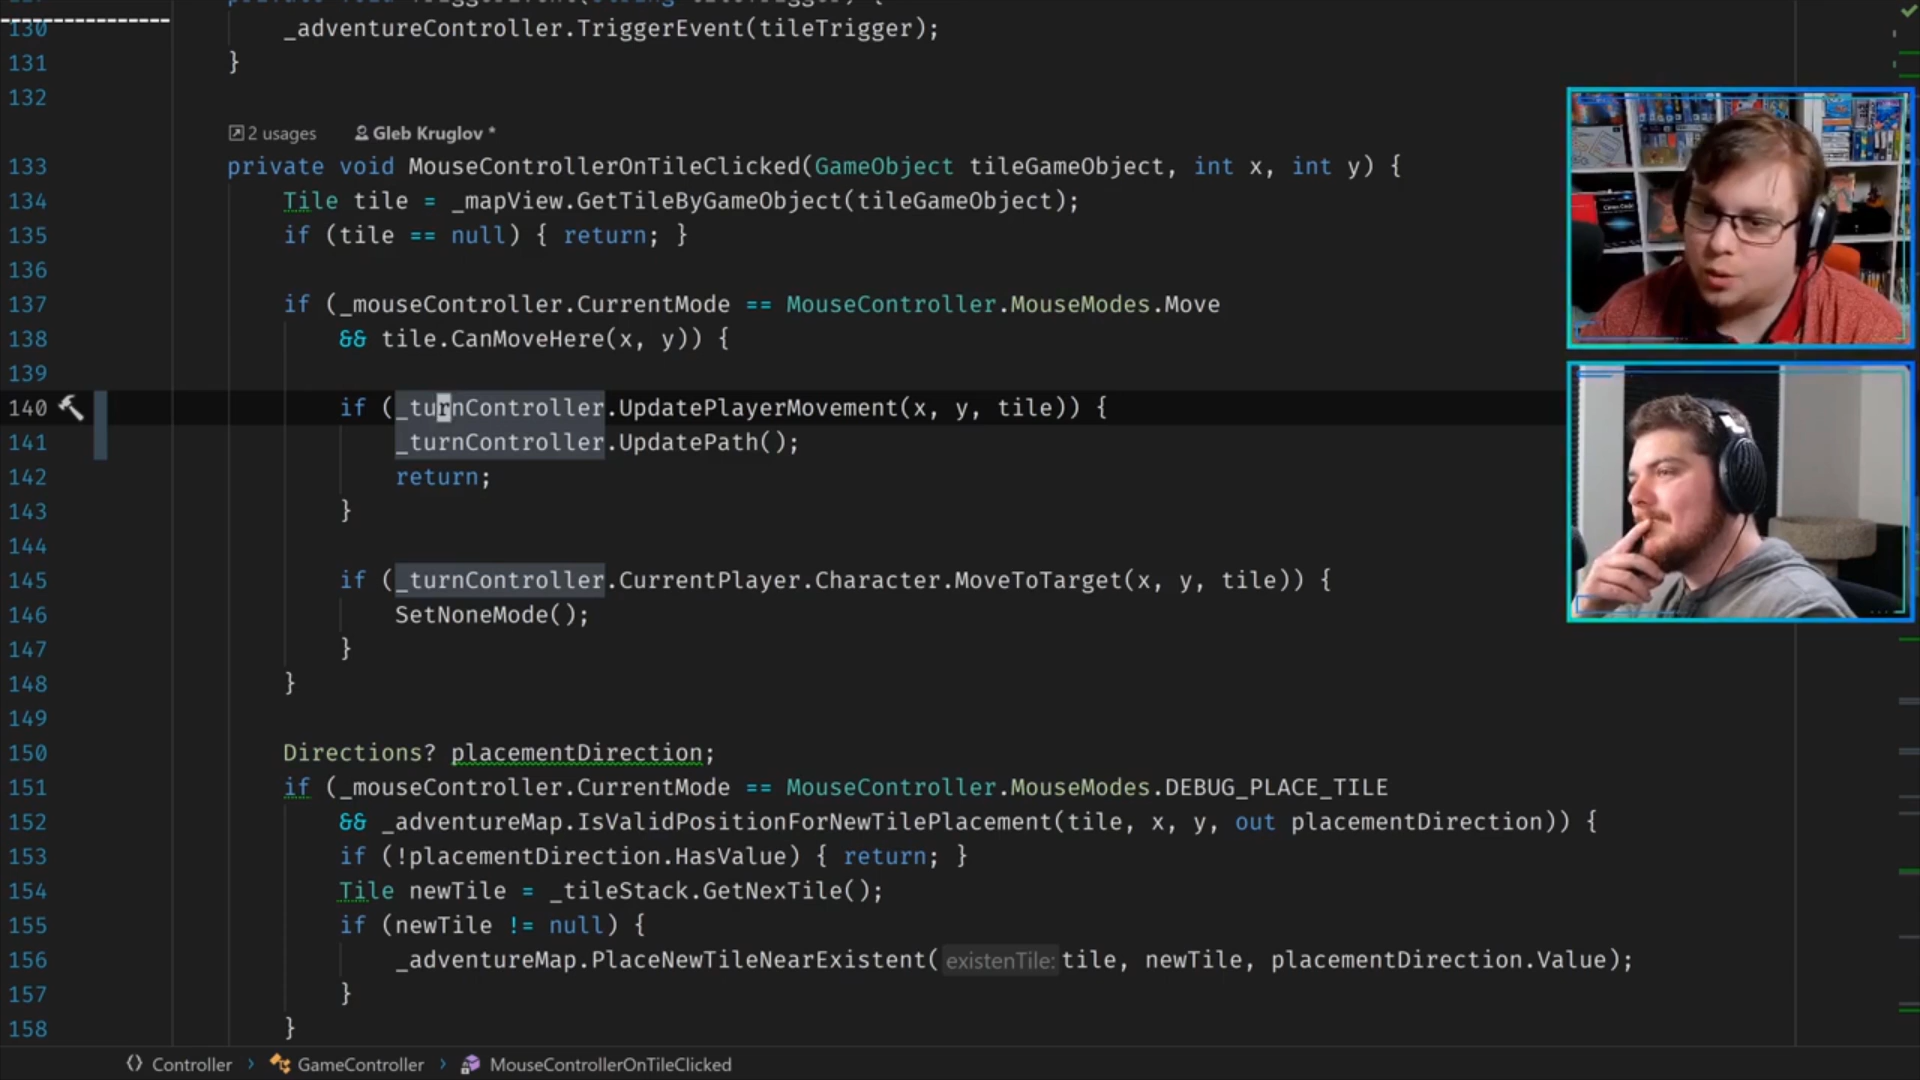 130 _adventureController.TriggerEvent(tileTrigger);
131 }
132
2 usages Gleb Kruglov *
133 private void MouseControllerOnTileClicked(GameObject tileGameObject, int x, int y) {
134 Tile tile = _mapView.GetTileByGameObject(tileGameObject);
135 if (tile == null) { return; }
136
137 if (_mouseController.CurrentMode == MouseController.MouseModes.Move
138 && tile.CanMoveHere(x, y)) {
139
140 if (_turnController.UpdatePlayerMovement(x, y, tile)) {
141 _turnController.UpdatePath();
142 return;
143 }
144
145 if (_turnController.CurrentPlayer.Character.MoveToTarget(x, y, tile)) {
146 SetNoneMode();
147 }
148 }
149
150 Directions? placementDirection;
151 if (_mouseController.CurrentMode == MouseController.MouseModes.DEBUG_PLACE_TILE
152 && _adventureMap.IsValidPositionForNewTilePlacement(tile, x, y, out placementDirection)) {
153 if (!placementDirection.HasValue) { return; }
154 Tile newTile = _tileStack.GetNexTile();
155 if (newTile != null) {
156 _adventureMap.PlaceNewTileNearExistent(existenTile: tile, newTile, placementDirection.Value);
157 }
158 }
Controller › GameController › MouseControllerOnTileClicked